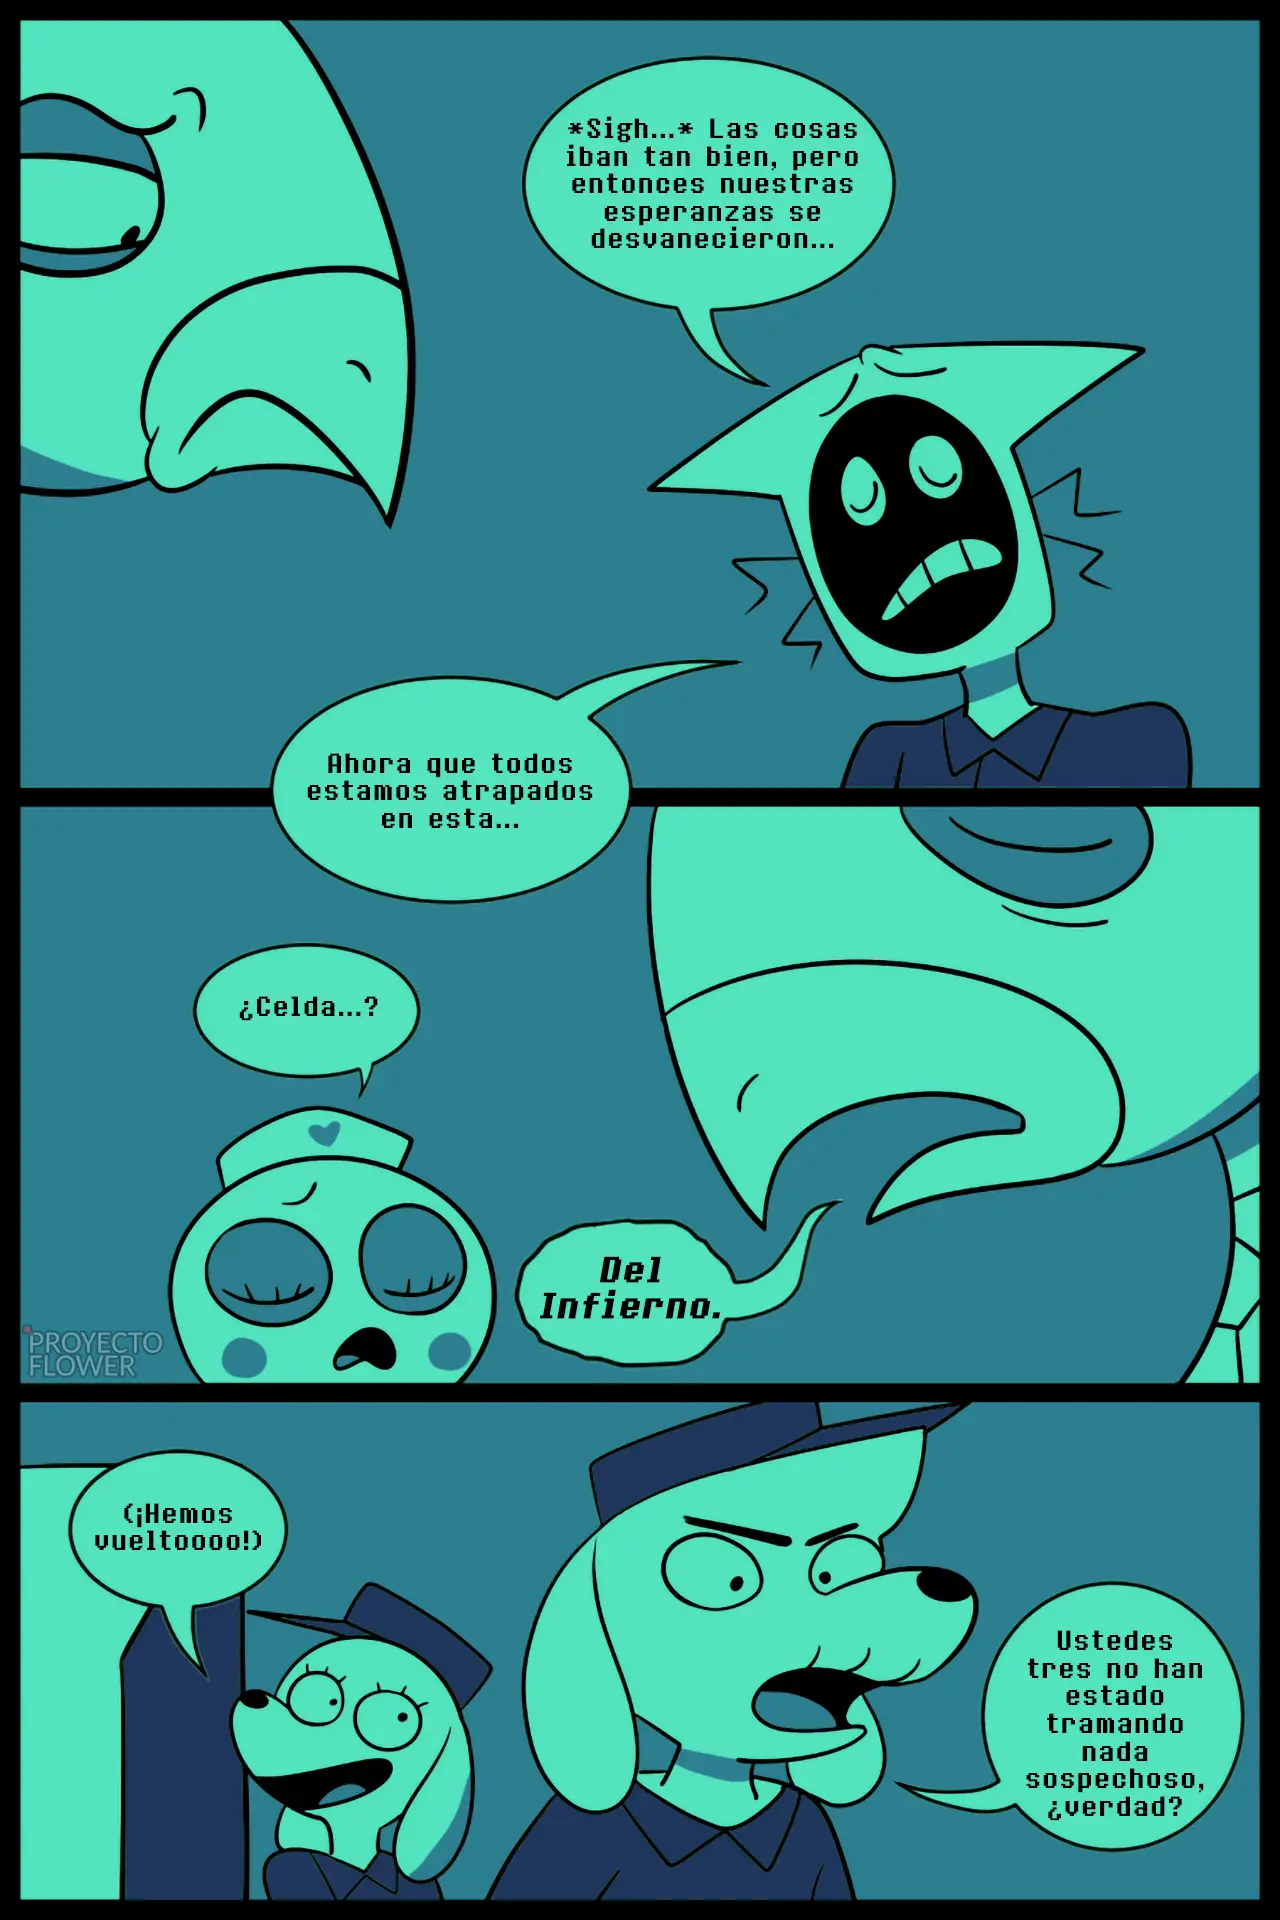 *Sigh...* Las cosas
iban tan bien, pero
entonces nuestras
esperanzas se
desvanecieron...
Ahora que todos
estamos atrapados
en esta...
¿Celda...?
Del
Infierno.
PROYECTO
FLOWER
(¡Hemos
vueltoooo!)
Ustedes
tres no han
estado
tramando
nada
sospechoso,
¿verdad?